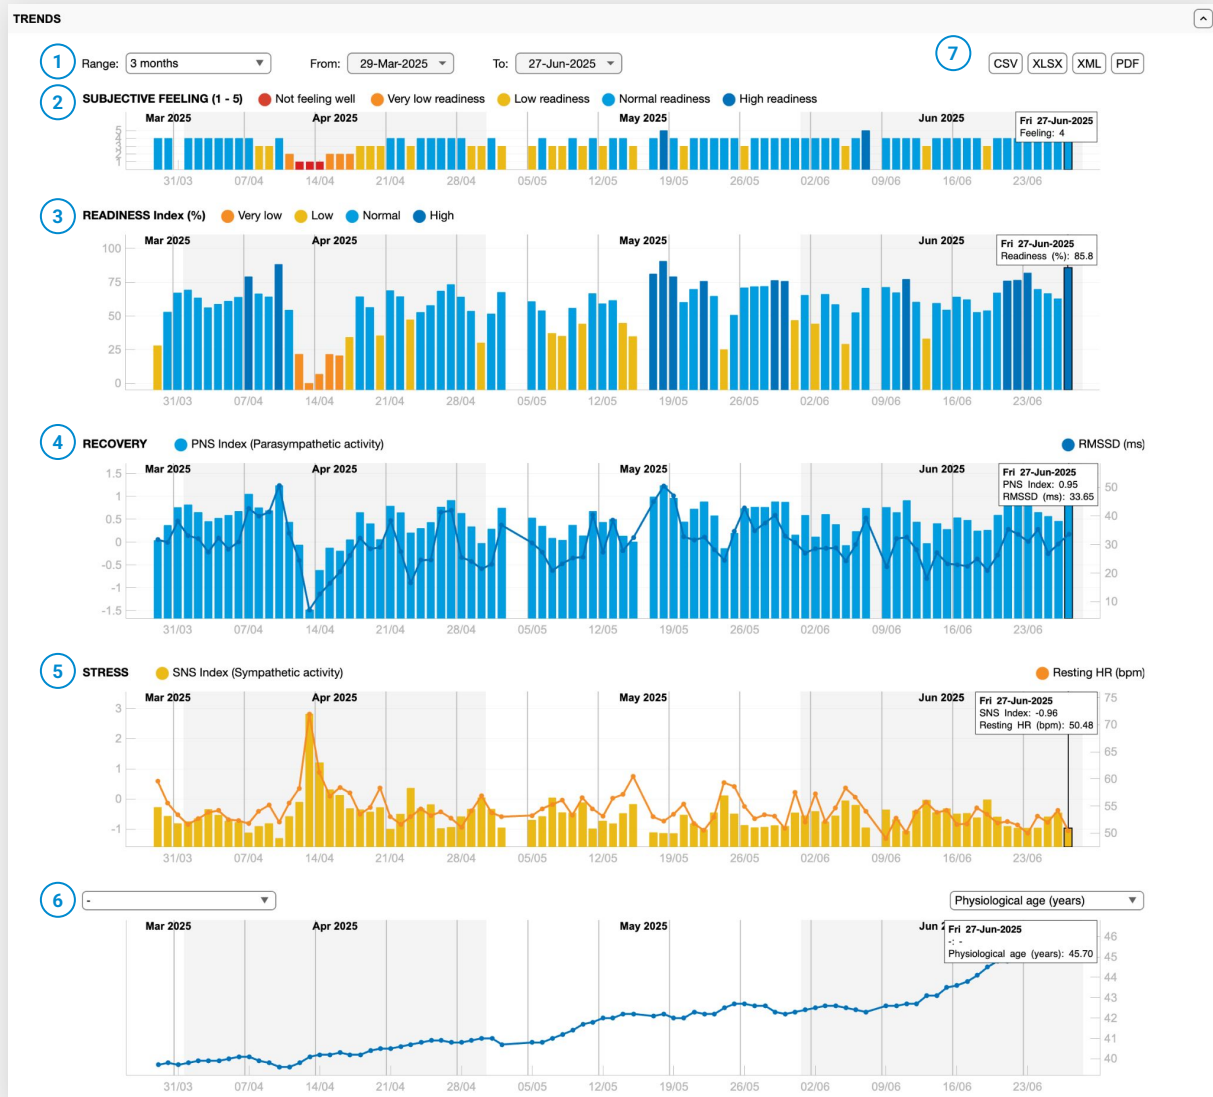 TRENDS
1 Range: 3 months From: 29-Mar-2025 To: 27-Jun-2025 7 CSV XLSX XML PDF
2 SUBJECTIVE FEELING (1 - 5) Not feeling well Very low readiness Low readiness Normal readiness High readiness
Mar 2025 Apr 2025 May 2025 Jun 2025
Fri 27-Jun-2025
Feeling: 4
5
4
3
2
1
31/03 07/04 14/04 21/04 28/04 05/05 12/05 19/05 26/05 02/06 09/06 16/06 23/06
3 READINESS Index (%) Very low Low Normal High
Mar 2025 Apr 2025 May 2025 Jun 2025
Fri 27-Jun-2025
Readiness (%): 85.8
100
75
50
25
0
31/03 07/04 14/04 21/04 28/04 05/05 12/05 19/05 26/05 02/06 09/06 16/06 23/06
4 RECOVERY PNS Index (Parasympathetic activity) RMSSD (ms)
Mar 2025 Apr 2025 May 2025 Jun 2025
Fri 27-Jun-2025
PNS Index: 0.95
RMSSD (ms): 33.65
1.5
1 50
0.5 40
0 30
-0.5 20
-1 10
-1.5
31/03 07/04 14/04 21/04 28/04 05/05 12/05 19/05 26/05 02/06 09/06 16/06 23/06
5 STRESS SNS Index (Sympathetic activity) Resting HR (bpm)
Mar 2025 Apr 2025 May 2025 Jun 2025
Fri 27-Jun-2025
SNS Index: -0.96
Resting HR (bpm): 50.48
75
3 70
2 65
1 60
0 55
-1 50
31/03 07/04 14/04 21/04 28/04 05/05 12/05 19/05 26/05 02/06 09/06 16/06 23/06
6 - Physiological age (years)
Mar 2025 Apr 2025 May 2025 Jun 2
Fri 27-Jun-2025
-: -
Physiological age (years): 45.70
46
45
44
43
42
41
40
31/03 07/04 14/04 21/04 28/04 05/05 12/05 19/05 26/05 02/06 09/06 16/06 23/06